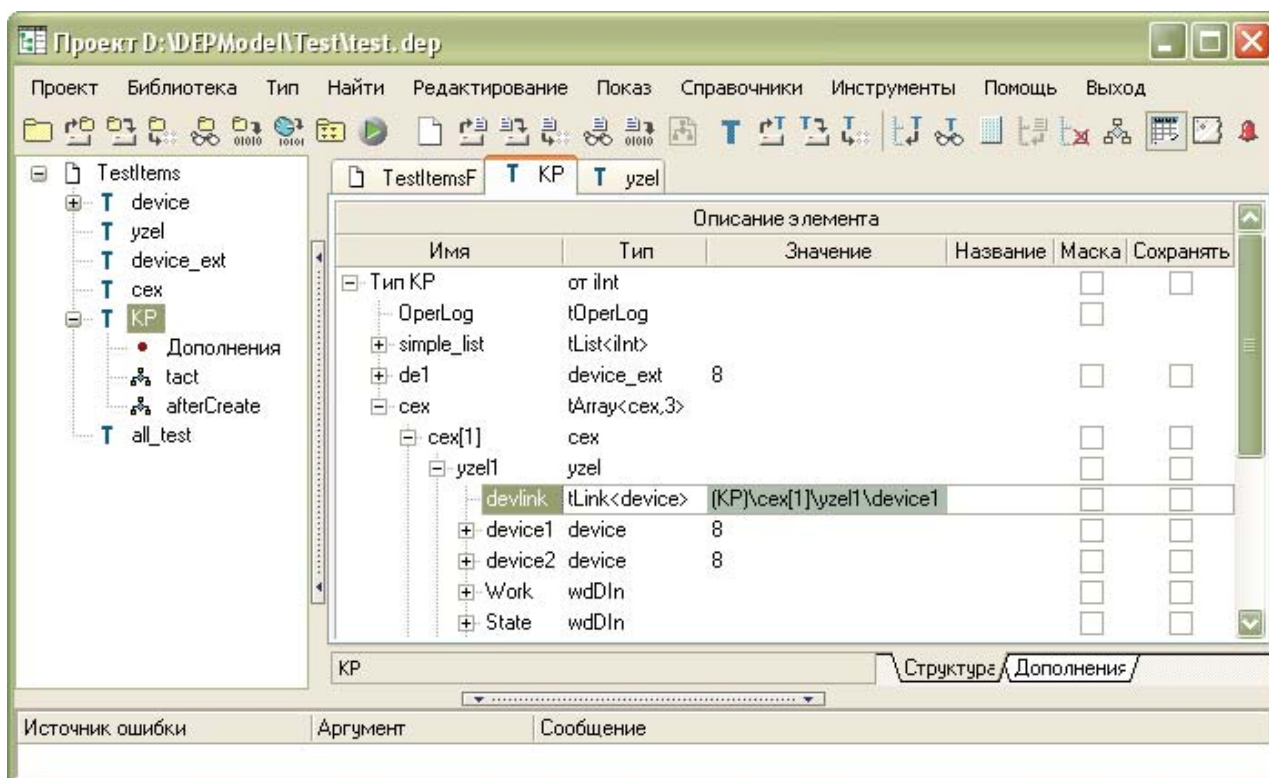 Проект D:\DEPModel\Test\test.dep
Проект Библиотека Тип Найти Редактирование Показ Справочники Инструменты Помощь Выход
TestItems
device
yzel
device_ext
cex
KP
Дополнения
tact
afterCreate
all_test
TestItemsF KP yzel
Описание элемента
Имя Тип Значение Название Маска Сохранять
Тип KP от iInt
OperLog tOperLog
simple_list tList<iInt>
de1 device_ext 8
cex tArray<cex,3>
cex[1] cex
yzel1 yzel
devlink tLink<device> (KP)\cex[1]\yzel1\device1
device1 device 8
device2 device 8
Work wdDIn
State wdDIn
KP
Структура Дополнения
Источник ошибки Аргумент Сообщение